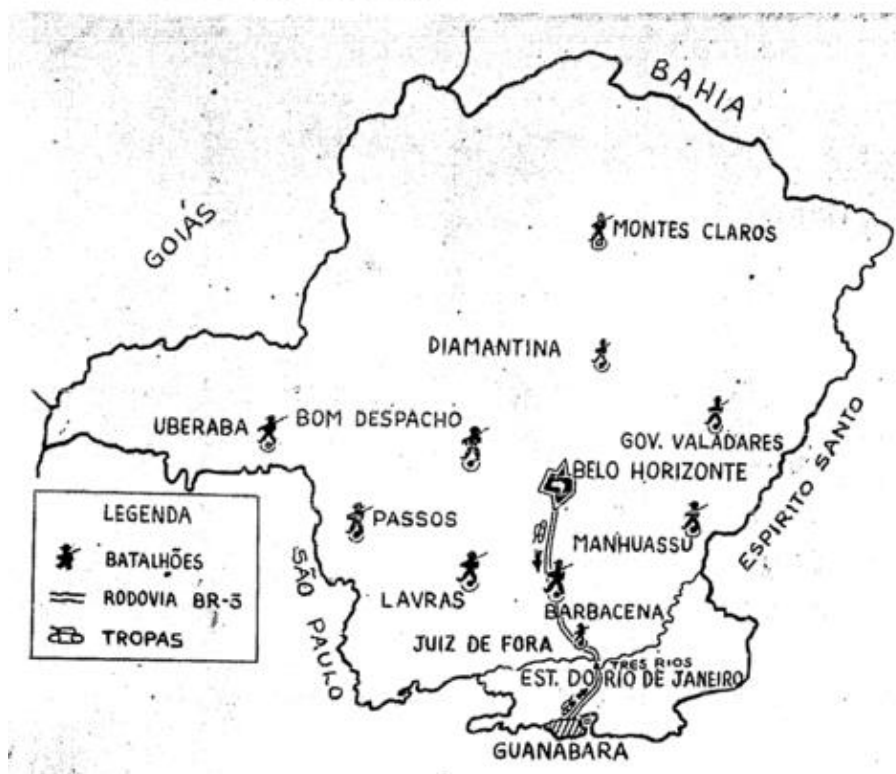 BAHIA
GOIÁS
MONTES CLAROS
DIAMANTINA
UBERABA
BOM DESPACHO
GOV. VALADARES
BELO HORIZONTE
ESPIRITO SANTO
PASSOS
MANHUASSÚ
LAVRAS
BARBACENA
SÃO PAULO
JUIZ DE FORA
TRES RIOS
EST. DO RIO DE JANEIRO
GUANABARA
LEGENDA
BATALHÕES
RODOVIA BR-3
TROPAS